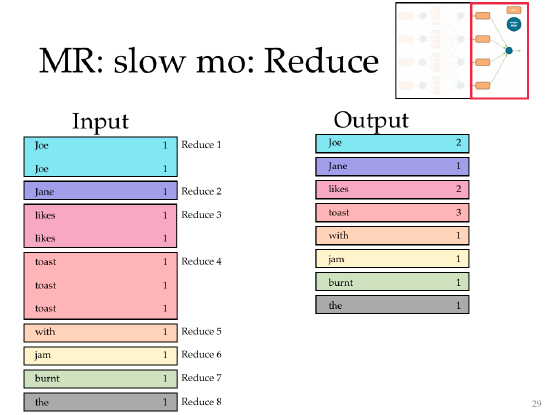 MR: slow mo: Reduce
Input
Joe 1 Reduce 1
Joe 1
Jane 1 Reduce 2
likes 1 Reduce 3
likes 1
toast 1 Reduce 4
toast 1
toast 1
with 1 Reduce 5
jam 1 Reduce 6
burnt 1 Reduce 7
the 1 Reduce 8
Output
Joe 2
Jane 1
likes 2
toast 3
with 1
jam 1
burnt 1
the 1
29